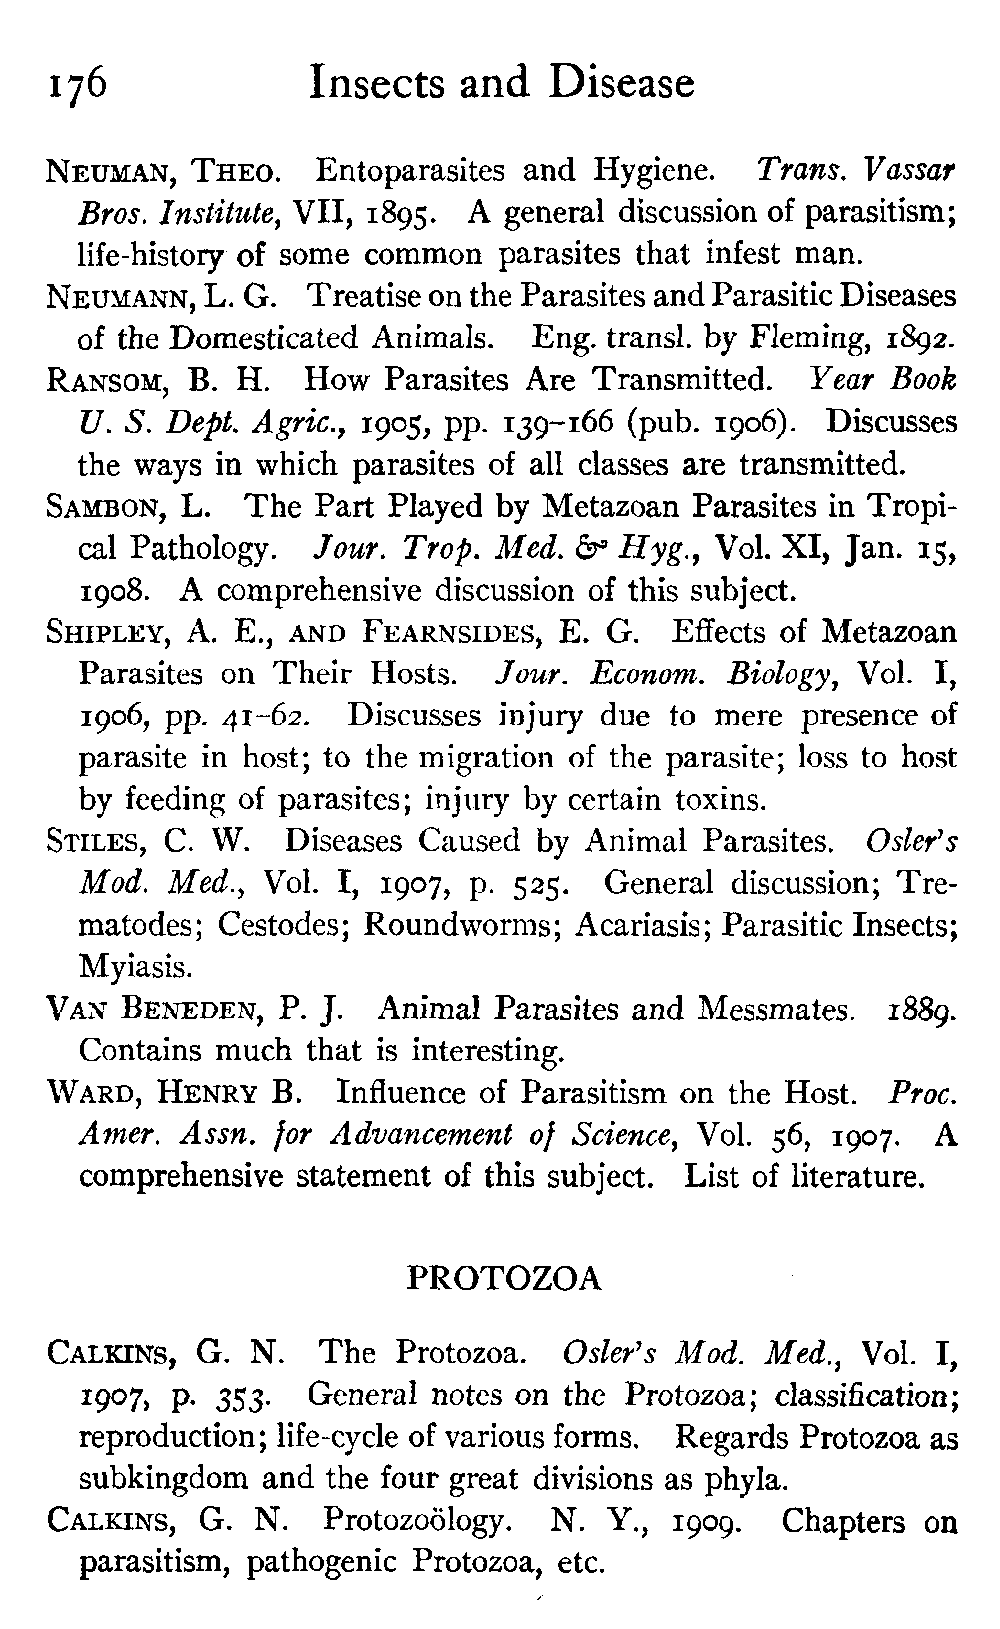 176 Insects and Disease
NEUMAN, THEO. Entoparasites and Hygiene. Trans. Vassar
Bros. Institute, VII, 1895. A general discussion of parasitism;
life-history of some common parasites that infest man.
NEUMANN, L. G. Treatise on the Parasites and Parasitic Diseases
of the Domesticated Animals. Eng. transl. by Fleming, 1892.
RANSOM, B. H. How Parasites Are Transmitted. Year Book
U. S. Dept. Agric., 1905, pp. 139–166 (pub. 1906). Discusses
the ways in which parasites of all classes are transmitted.
SAMBON, L. The Part Played by Metazoan Parasites in Tropi-
cal Pathology. Jour. Trop. Med. & Hyg., Vol. XI, Jan. 15,
1908. A comprehensive discussion of this subject.
SHIPLEY, A. E., AND FEARNSIDES, E. G. Effects of Metazoan
Parasites on Their Hosts. Jour. Econom. Biology, Vol. I,
1906, pp. 41–62. Discusses injury due to mere presence of
parasite in host; to the migration of the parasite; loss to host
by feeding of parasites; injury by certain toxins.
STILES, C. W. Diseases Caused by Animal Parasites. Osler's
Mod. Med., Vol. I, 1907, p. 525. General discussion; Tre-
matodes; Cestodes; Roundworms; Acariasis; Parasitic Insects;
Myiasis.
VAN BENEDEN, P. J. Animal Parasites and Messmates. 1889.
Contains much that is interesting.
WARD, HENRY B. Influence of Parasitism on the Host. Proc.
Amer. Assn. for Advancement of Science, Vol. 56, 1907. A
comprehensive statement of this subject. List of literature.
PROTOZOA
CALKINS, G. N. The Protozoa. Osler's Mod. Med., Vol. I,
1907, p. 353. General notes on the Protozoa; classification;
reproduction; life-cycle of various forms. Regards Protozoa as
subkingdom and the four great divisions as phyla.
CALKINS, G. N. Protozoölogy. N. Y., 1909. Chapters on
parasitism, pathogenic Protozoa, etc.